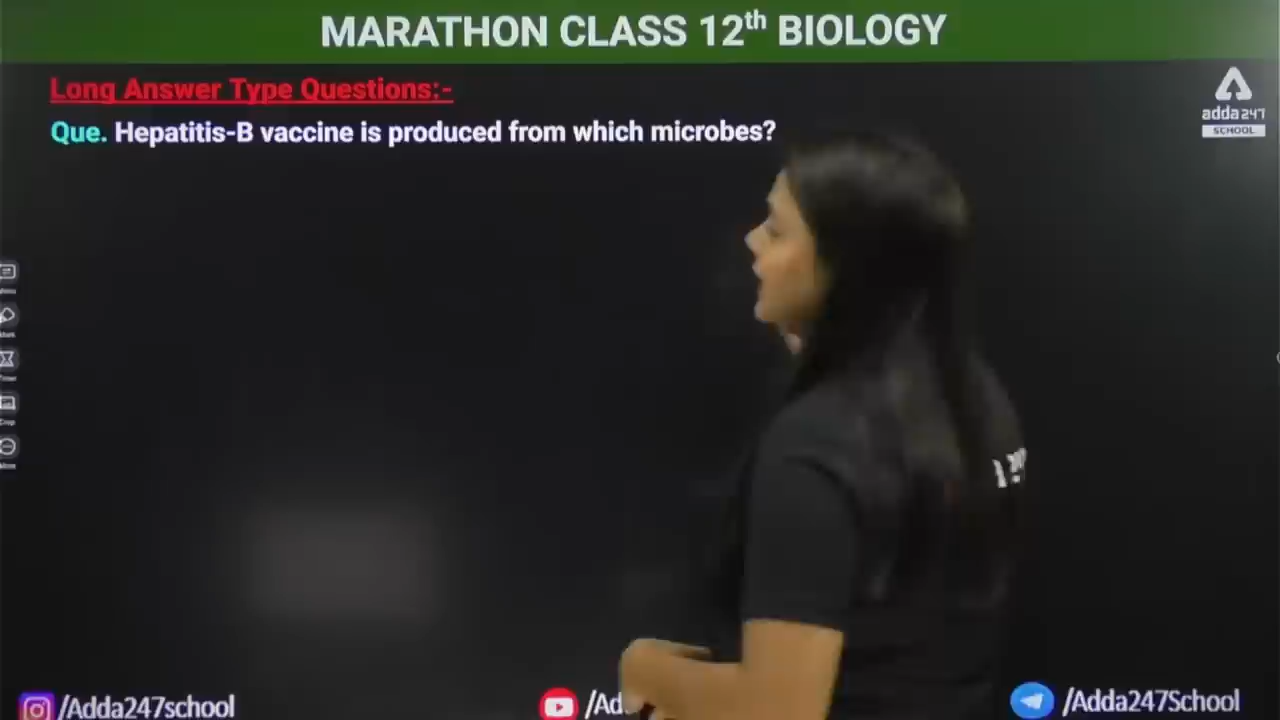 MARATHON CLASS 12th BIOLOGY
Long Answer Type Questions:-
adda247
SCHOOL
Que. Hepatitis-B vaccine is produced from which microbes?
/Adda247school
/Ad
/Adda247School